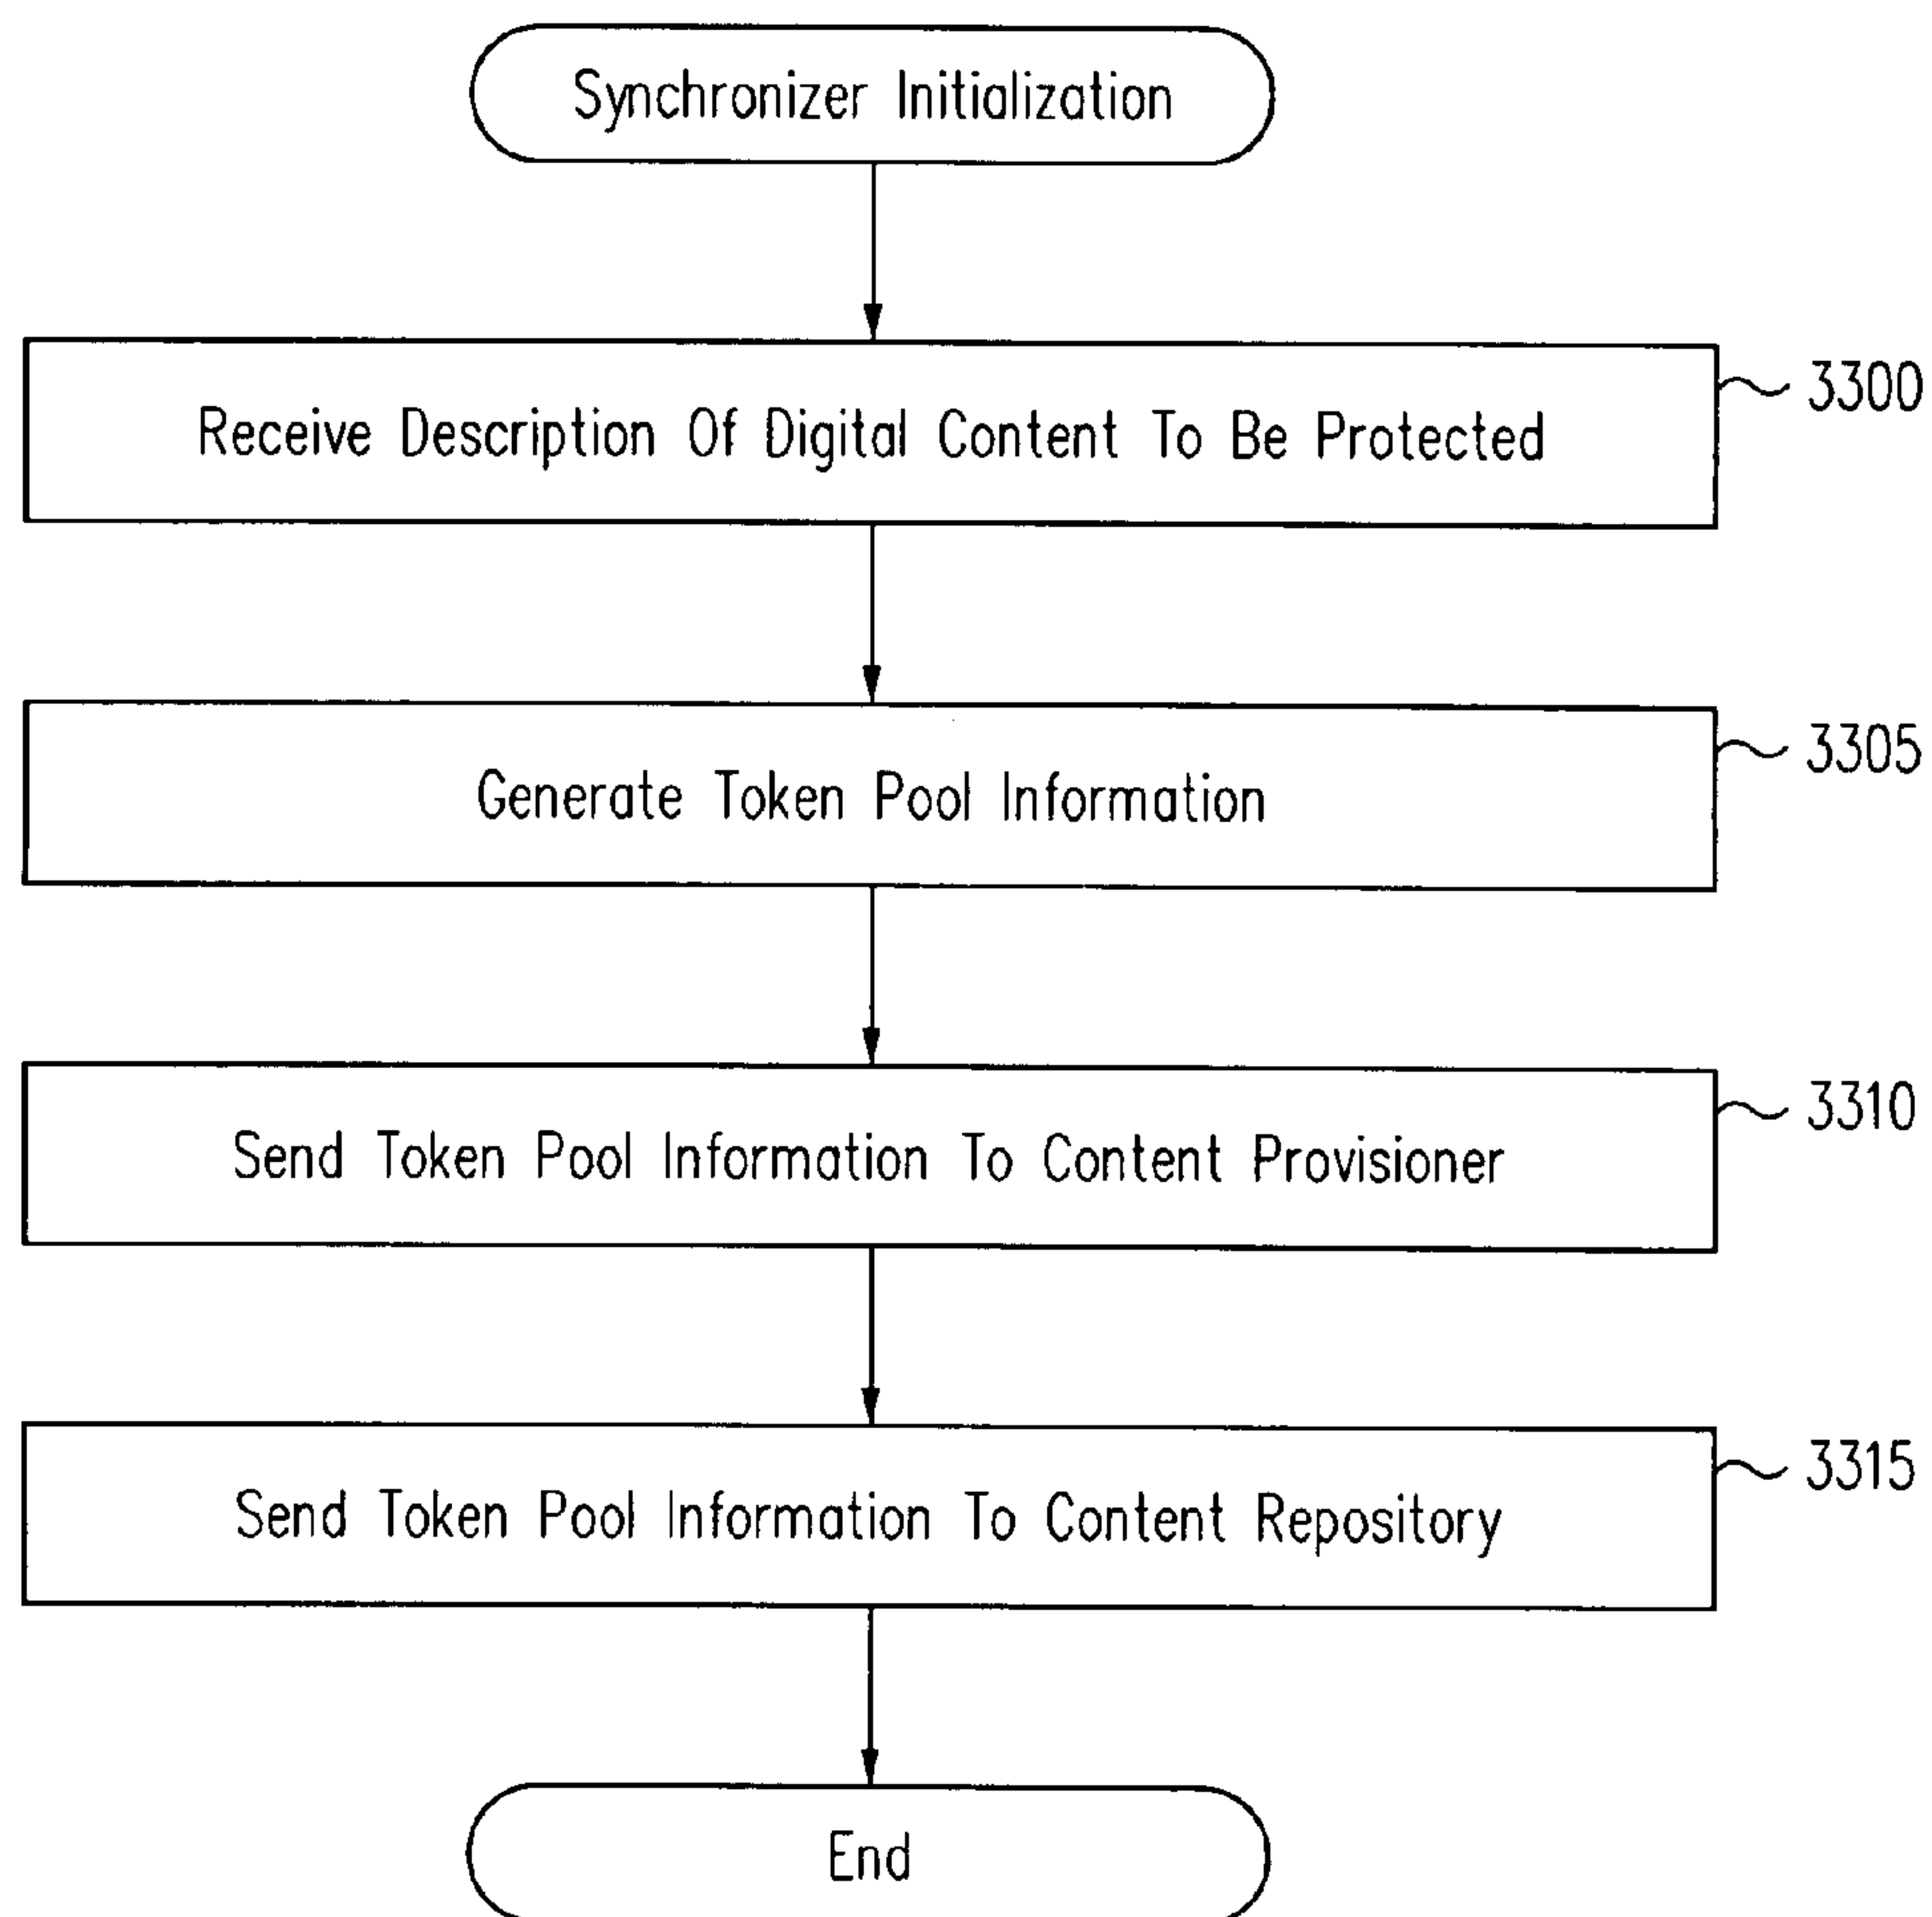 Synchronizer Initialization
Receive Description Of Digital Content To Be Protected
3300
Generate Token Pool Information
3305
Send Token Pool Information To Content Provisioner
3310
Send Token Pool Information To Content Repository
3315
End